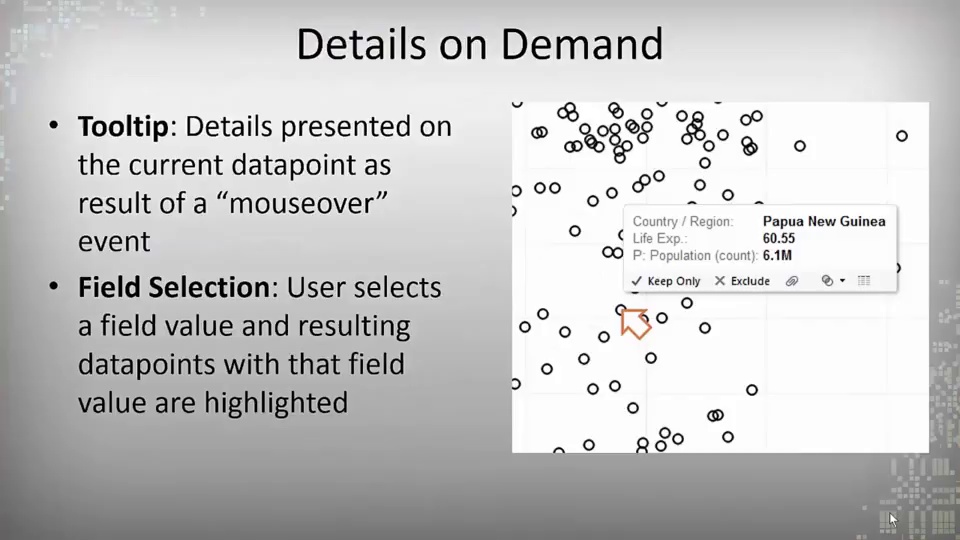 Details on Demand
• Tooltip: Details presented on
the current datapoint as
result of a “mouseover”
event
• Field Selection: User selects
a field value and resulting
datapoints with that field
value are highlighted
Country / Region: Papua New Guinea
Life Exp.: 60.55
P: Population (count): 6.1M
Keep Only Exclude